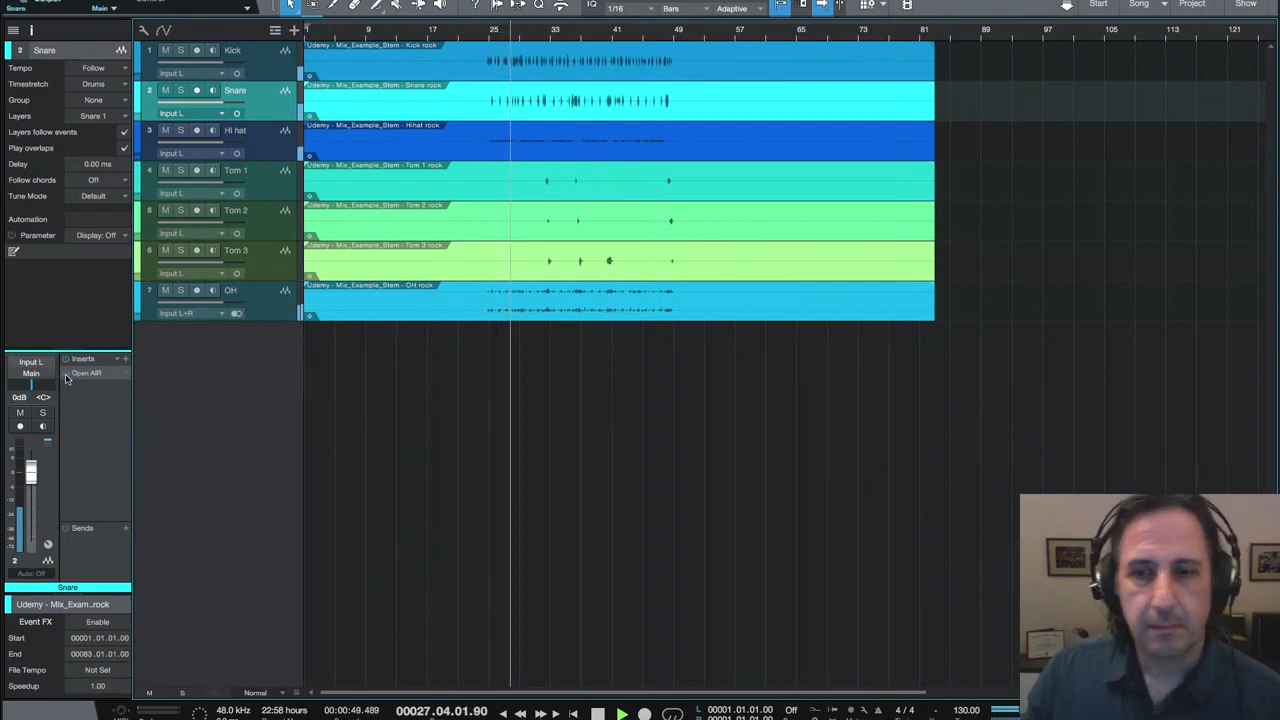 Snare Main
IQ 1/16 Bars Adaptive Start Song Project Show
1 9 17 25 33 41 49 57 65 73 81 89 97 105 113 121
2 Snare
Tempo Follow
Timestretch Drums
Group None
Layers Snare 1
Layers follow events
Play overlaps
Delay 0.00 ms
Follow chords Off
Tune Mode Default
Automation
Parameter Display: Off
1 M S Kick
Input L
Udemy - Mix_Example_Stem - Kick rock
2 M S Snare
Input L
Udemy - Mix_Example_Stem - Snare rock
3 M S Hi hat
Input L
Udemy - Mix_Example_Stem - Hihat rock
4 M S Tom 1
Input L
Udemy - Mix_Example_Stem - Tom 1 rock
5 M S Tom 2
Input L
Udemy - Mix_Example_Stem - Tom 2 rock
6 M S Tom 3
Input L
Udemy - Mix_Example_Stem - Tom 3 rock
7 M S OH
Input L+R
Udemy - Mix_Example_Stem - OH rock
Input L
Main
Inserts
Open AIR
0dB <C>
M S
Sends
2
Auto: Off
Snare
Udemy - Mix_Exam..rock
Event FX Enable
Start 00001.01.01.00
End 00083.01.01.00
File Tempo Not Set
Speedup 1.00
M S Normal
48.0 kHz 22:58 hours 00:00:49.489 00027.04.01.90 L 00001.01.01.00 Off 4 / 4 130.00